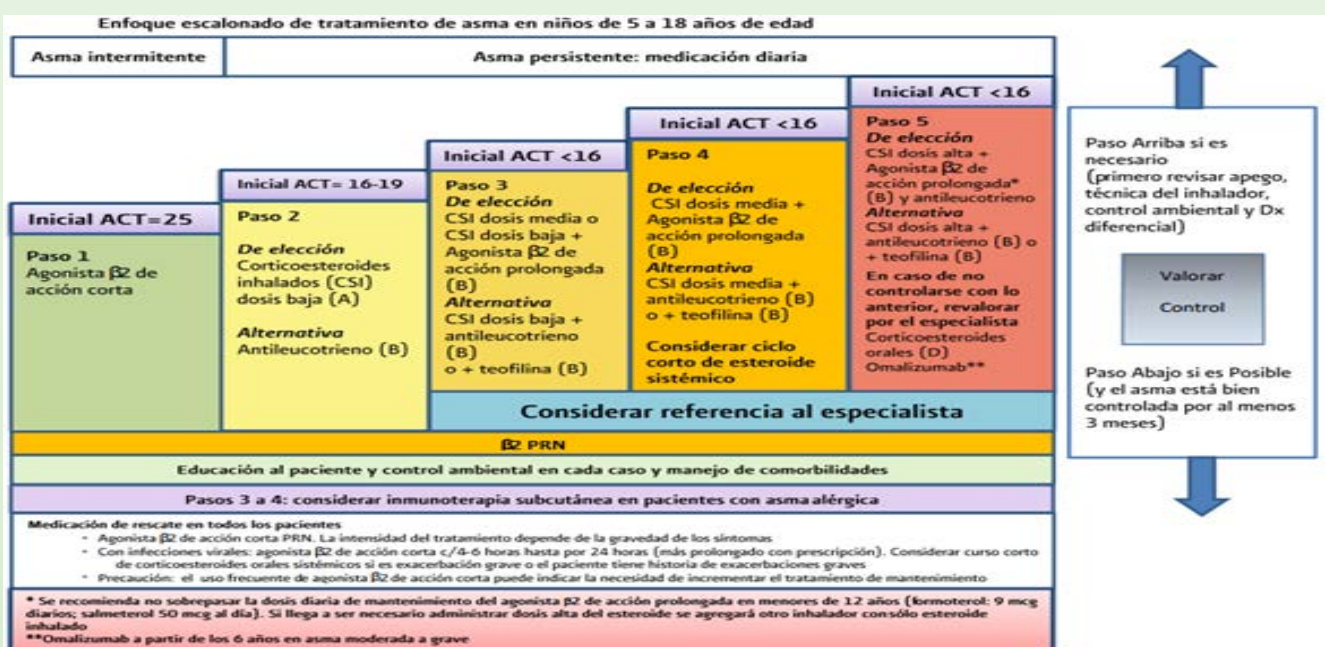 Enfoque escalonado de tratamiento de asma en niños de 5 a 18 años de edad
Asma intermitente
Asma persistente: medicación diaria
Inicial ACT=25
Paso 1
Agonista β2 de
acción corta
Inicial ACT= 16-19
Paso 2
De elección
Corticoesteroides
inhalados (CSI)
dosis baja (A)
Alternativa
Antileucotrieno (B)
Inicial ACT <16
Paso 3
De elección
CSI dosis media o
CSI dosis baja +
Agonista β2 de
acción prolongada
(B)
Alternativa
CSI dosis baja +
antileucotrieno
(B)
o + teofilina (B)
Inicial ACT <16
Paso 4
De elección
CSI dosis media +
Agonista β2 de
acción prolongada
(B)
Alternativa
CSI dosis media +
antileucotrieno (B)
o + teofilina (B)
Considerar ciclo
corto de esteroide
sistémico
Inicial ACT <16
Paso 5
De elección
CSI dosis alta +
Agonista β2 de
acción prolongada*
(B) y antileucotrieno
Alternativa
CSI dosis alta +
antileucotrieno (B) o
+ teofilina (B)
En caso de no
controlarse con lo
anterior, revalorar
por el especialista
Corticoesteroides
orales (D)
Omalizumab**
Considerar referencia al especialista
β2 PRN
Educación al paciente y control ambiental en cada caso y manejo de comorbilidades
Pasos 3 a 4: considerar inmunoterapia subcutánea en pacientes con asma alérgica
Medicación de rescate en todos los pacientes
- Agonista β2 de acción corta PRN. La intensidad del tratamiento depende de la gravedad de los síntomas
- Con infecciones virales: agonista β2 de acción corta c/4-6 horas hasta por 24 horas (más prolongado con prescripción). Considerar curso corto
de corticoesteroides orales sistémicos si es exacerbación grave o el paciente tiene historia de exacerbaciones graves
- Precaución: el uso frecuente de agonista β2 de acción corta puede indicar la necesidad de incrementar el tratamiento de mantenimiento
* Se recomienda no sobrepasar la dosis diaria de mantenimiento del agonista β2 de acción prolongada en menores de 12 años (formoterol: 9 mcg
diarios; salmeterol 50 mcg al día). Si llega a ser necesario administrar dosis alta del esteroide se agregará otro inhalador con sólo esteroide
inhalado
**Omalizumab a partir de los 6 años en asma moderada a grave
Paso Arriba si es
necesario
(primero revisar apego,
técnica del inhalador,
control ambiental y Dx
diferencial)
Valorar
Control
Paso Abajo si es Posible
(y el asma está bien
controlada por al menos
3 meses)